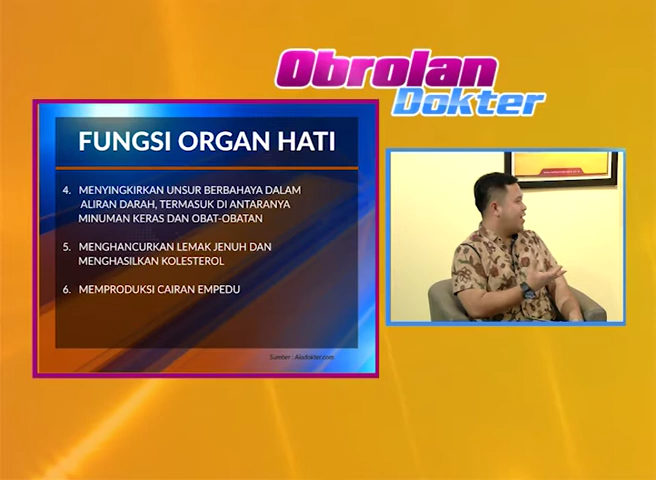 Obrolan
Dokter
FUNGSI ORGAN HATI
4. MENYINGKIRKAN UNSUR BERBAHAYA DALAM
ALIRAN DARAH, TERMASUK DI ANTARANYA
MINUMAN KERAS DAN OBAT-OBATAN
5. MENGHANCURKAN LEMAK JENUH DAN
MENGHASILKAN KOLESTEROL
6. MEMPRODUKSI CAIRAN EMPEDU
Sumber : Alodokter.com